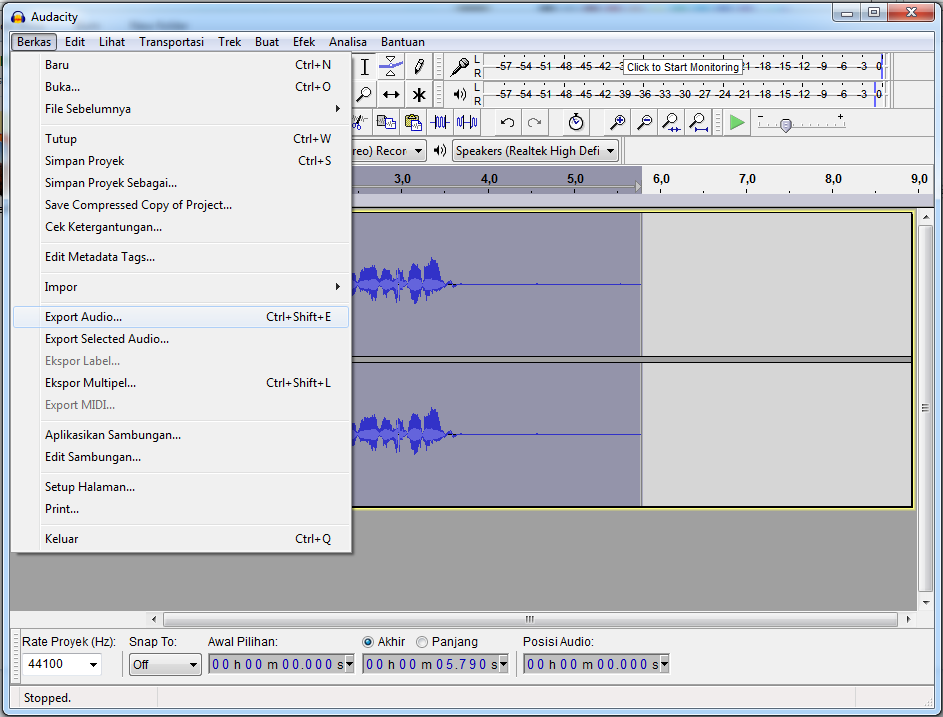 Audacity
Berkas Edit Lihat Transportasi Trek Buat Efek Analisa Bantuan
Baru Ctrl+N
Buka... Ctrl+O
File Sebelumnya
Tutup Ctrl+W
Simpan Proyek Ctrl+S
Simpan Proyek Sebagai...
Save Compressed Copy of Project...
Cek Ketergantungan...
Edit Metadata Tags...
Impor
Export Audio... Ctrl+Shift+E
Export Selected Audio...
Ekspor Label...
Ekspor Multipel... Ctrl+Shift+L
Export MIDI...
Aplikasikan Sambungan...
Edit Sambungan...
Setup Halaman...
Print...
Keluar Ctrl+Q
L
R
-57 -54 -51 -48 -45 -42 -3 Click to Start Monitoring 21 -18 -15 -12 -9 -6 -3 0
L
R
-57 -54 -51 -48 -45 -42 -39 -36 -33 -30 -27 -24 -21 -18 -15 -12 -9 -6 -3 0
- +
reo) Recor Speakers (Realtek High Defi
3,0 4,0 5,0 6,0 7,0 8,0 9,0
Rate Proyek (Hz): Snap To: Awal Pilihan: Akhir Panjang Posisi Audio:
44100 Off 00 h 00 m 00.000 s 00 h 00 m 05.790 s 00 h 00 m 00.000 s
Stopped.